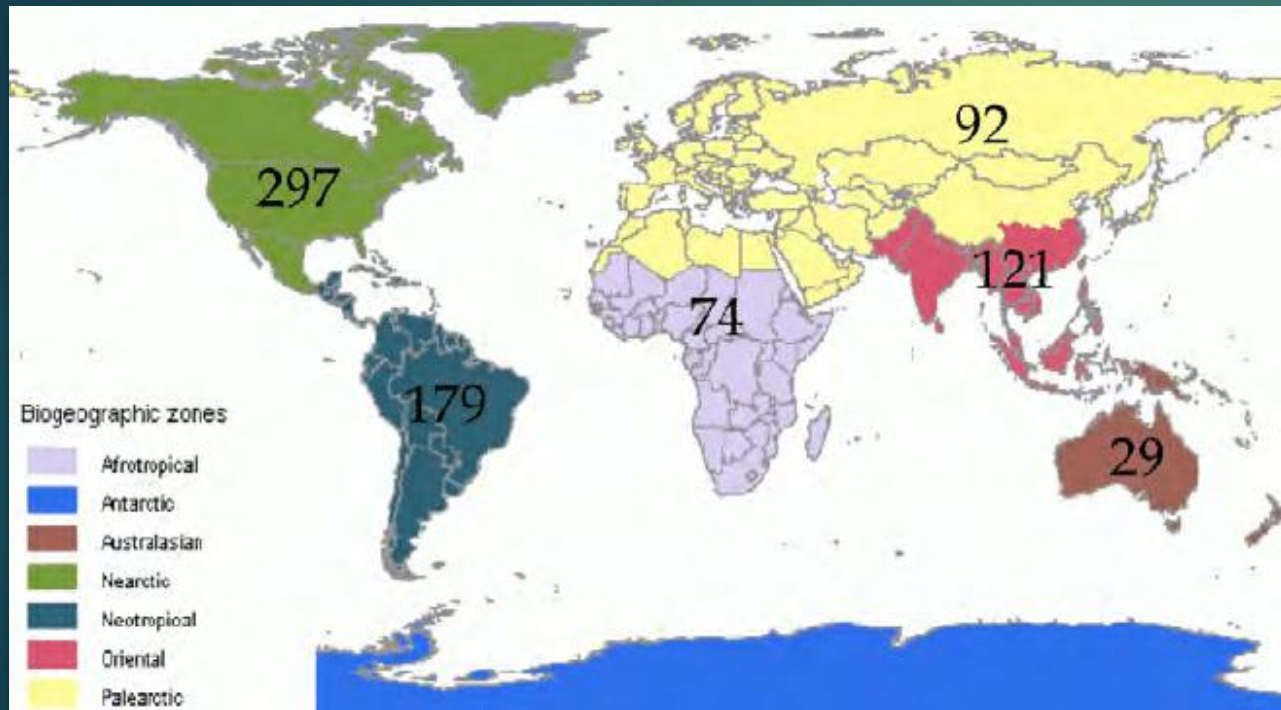 92
297
121
74
179
29
Biogeographic zones
Afrotropical
Antarctic
Australasian
Nearctic
Neotropical
Oriental
Palearctic